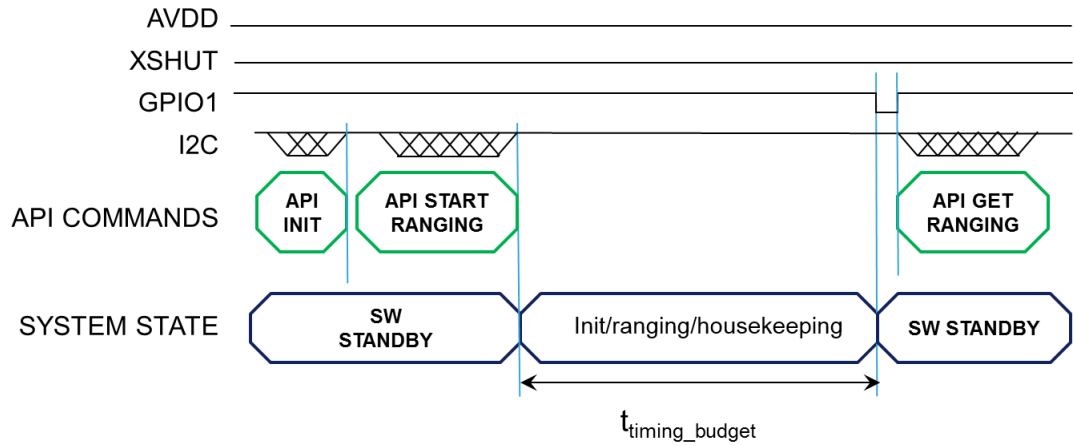 AVDD
XSHUT
GPIO1
I2C
API COMMANDS
API
INIT
API START
RANGING
API GET
RANGING
SYSTEM STATE
SW
STANDBY
Init/ranging/housekeeping
SW STANDBY
ttiming_budget